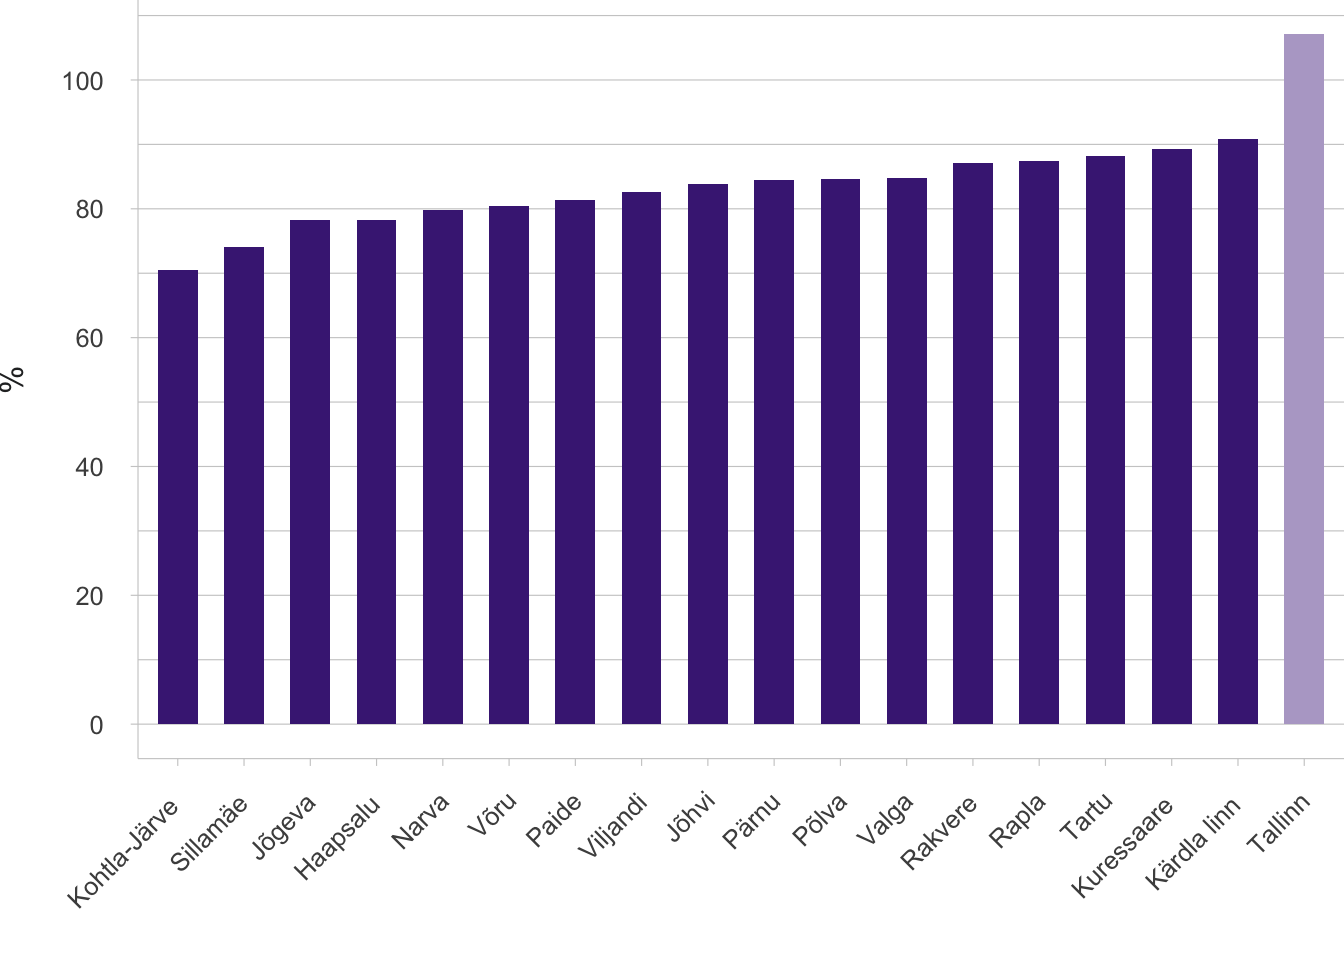 %
100
80
60
40
20
0
Kohtla-Järve
Sillamäe
Jõgeva
Haapsalu
Narva
Võru
Paide
Viljandi
Jõhvi
Pärnu
Põlva
Valga
Rakvere
Rapla
Tartu
Kuressaare
Kärdla linn
Tallinn